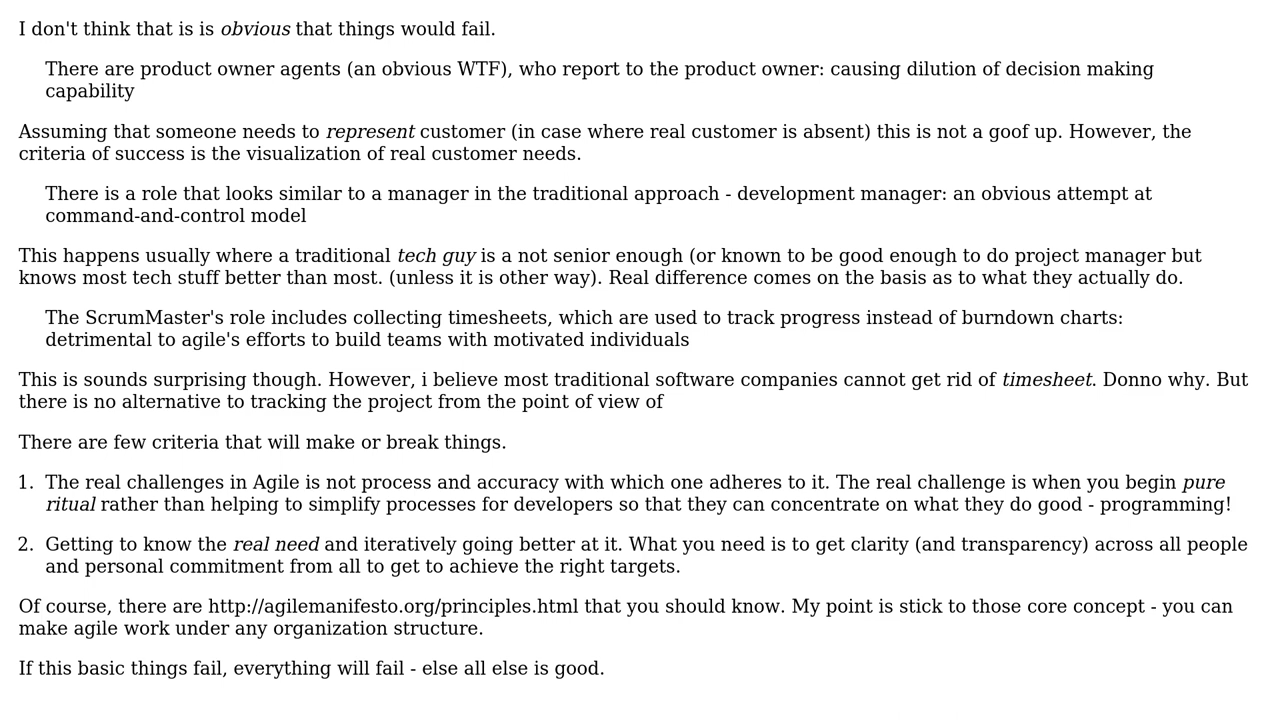 I don't think that is is obvious that things would fail.
There are product owner agents (an obvious WTF), who report to the product owner: causing dilution of decision making
capability
Assuming that someone needs to represent customer (in case where real customer is absent) this is not a goof up. However, the
criteria of success is the visualization of real customer needs.
There is a role that looks similar to a manager in the traditional approach - development manager: an obvious attempt at
command-and-control model
This happens usually where a traditional tech guy is a not senior enough (or known to be good enough to do project manager but
knows most tech stuff better than most. (unless it is other way). Real difference comes on the basis as to what they actually do.
The ScrumMaster's role includes collecting timesheets, which are used to track progress instead of burndown charts:
detrimental to agile's efforts to build teams with motivated individuals
This is sounds surprising though. However, i believe most traditional software companies cannot get rid of timesheet. Donno why. But
there is no alternative to tracking the project from the point of view of
There are few criteria that will make or break things.
1. The real challenges in Agile is not process and accuracy with which one adheres to it. The real challenge is when you begin pure
ritual rather than helping to simplify processes for developers so that they can concentrate on what they do good - programming!
2. Getting to know the real need and iteratively going better at it. What you need is to get clarity (and transparency) across all people
and personal commitment from all to get to achieve the right targets.
Of course, there are http://agilemanifesto.org/principles.html that you should know. My point is stick to those core concept - you can
make agile work under any organization structure.
If this basic things fail, everything will fail - else all else is good.